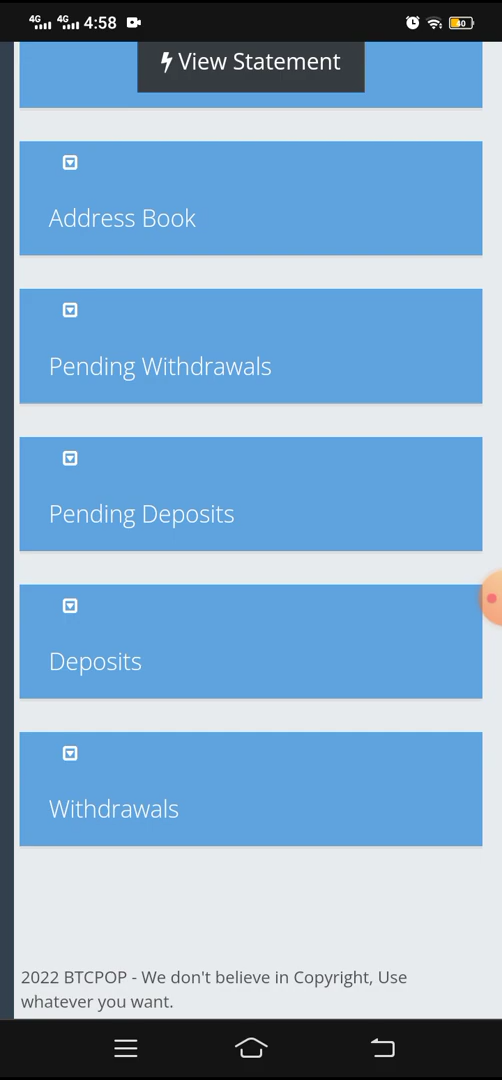 4G 4G 4:58 40
View Statement
Address Book
Pending Withdrawals
Pending Deposits
Deposits
Withdrawals
2022 BTCPOP - We don't believe in Copyright, Use
whatever you want.